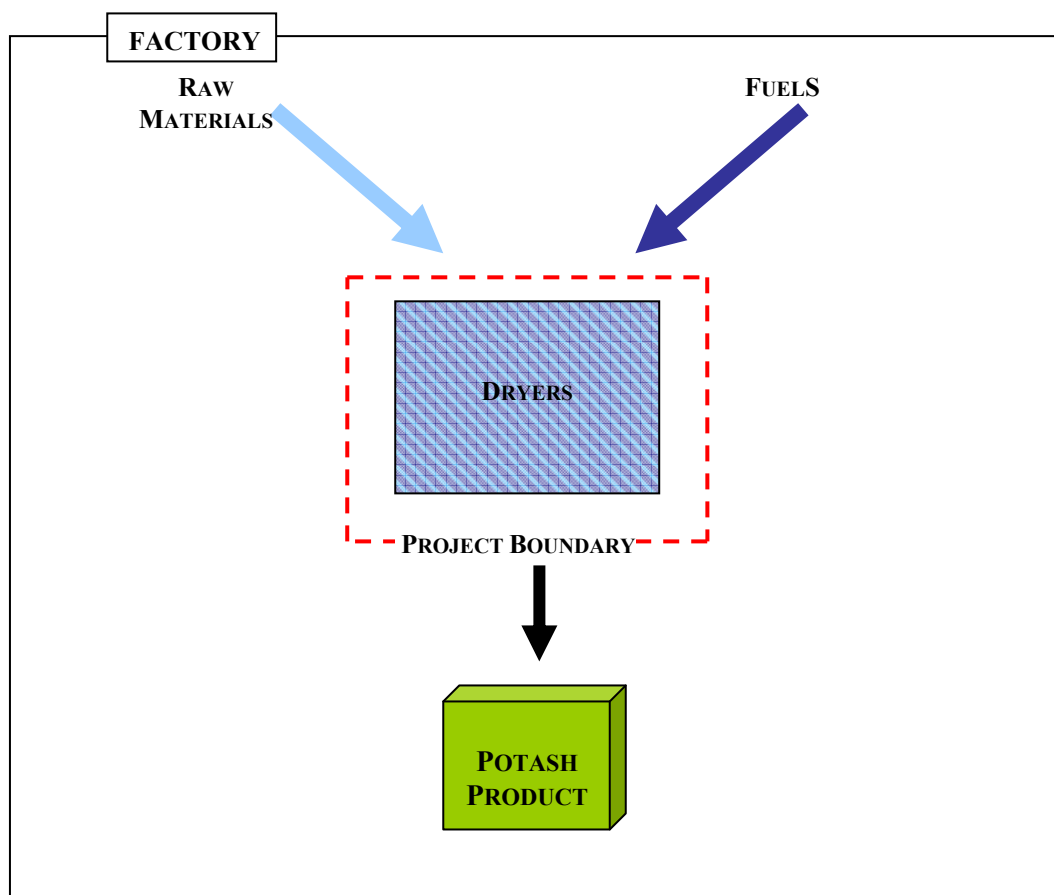 FACTORY
RAW
MATERIALS
FUELS
DRYERS
PROJECT BOUNDARY
POTASH
PRODUCT